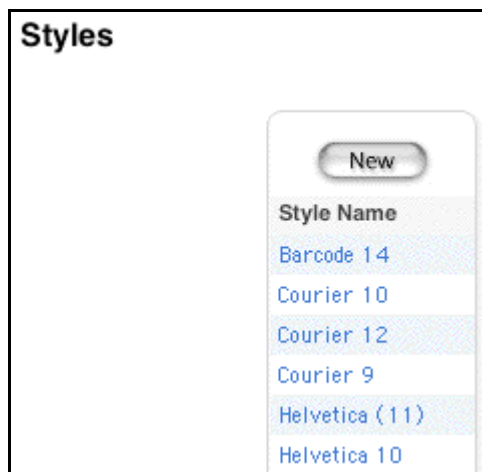 Styles
New
Style Name
Barcode 14
Courier 10
Courier 12
Courier 9
Helvetica (11)
Helvetica 10